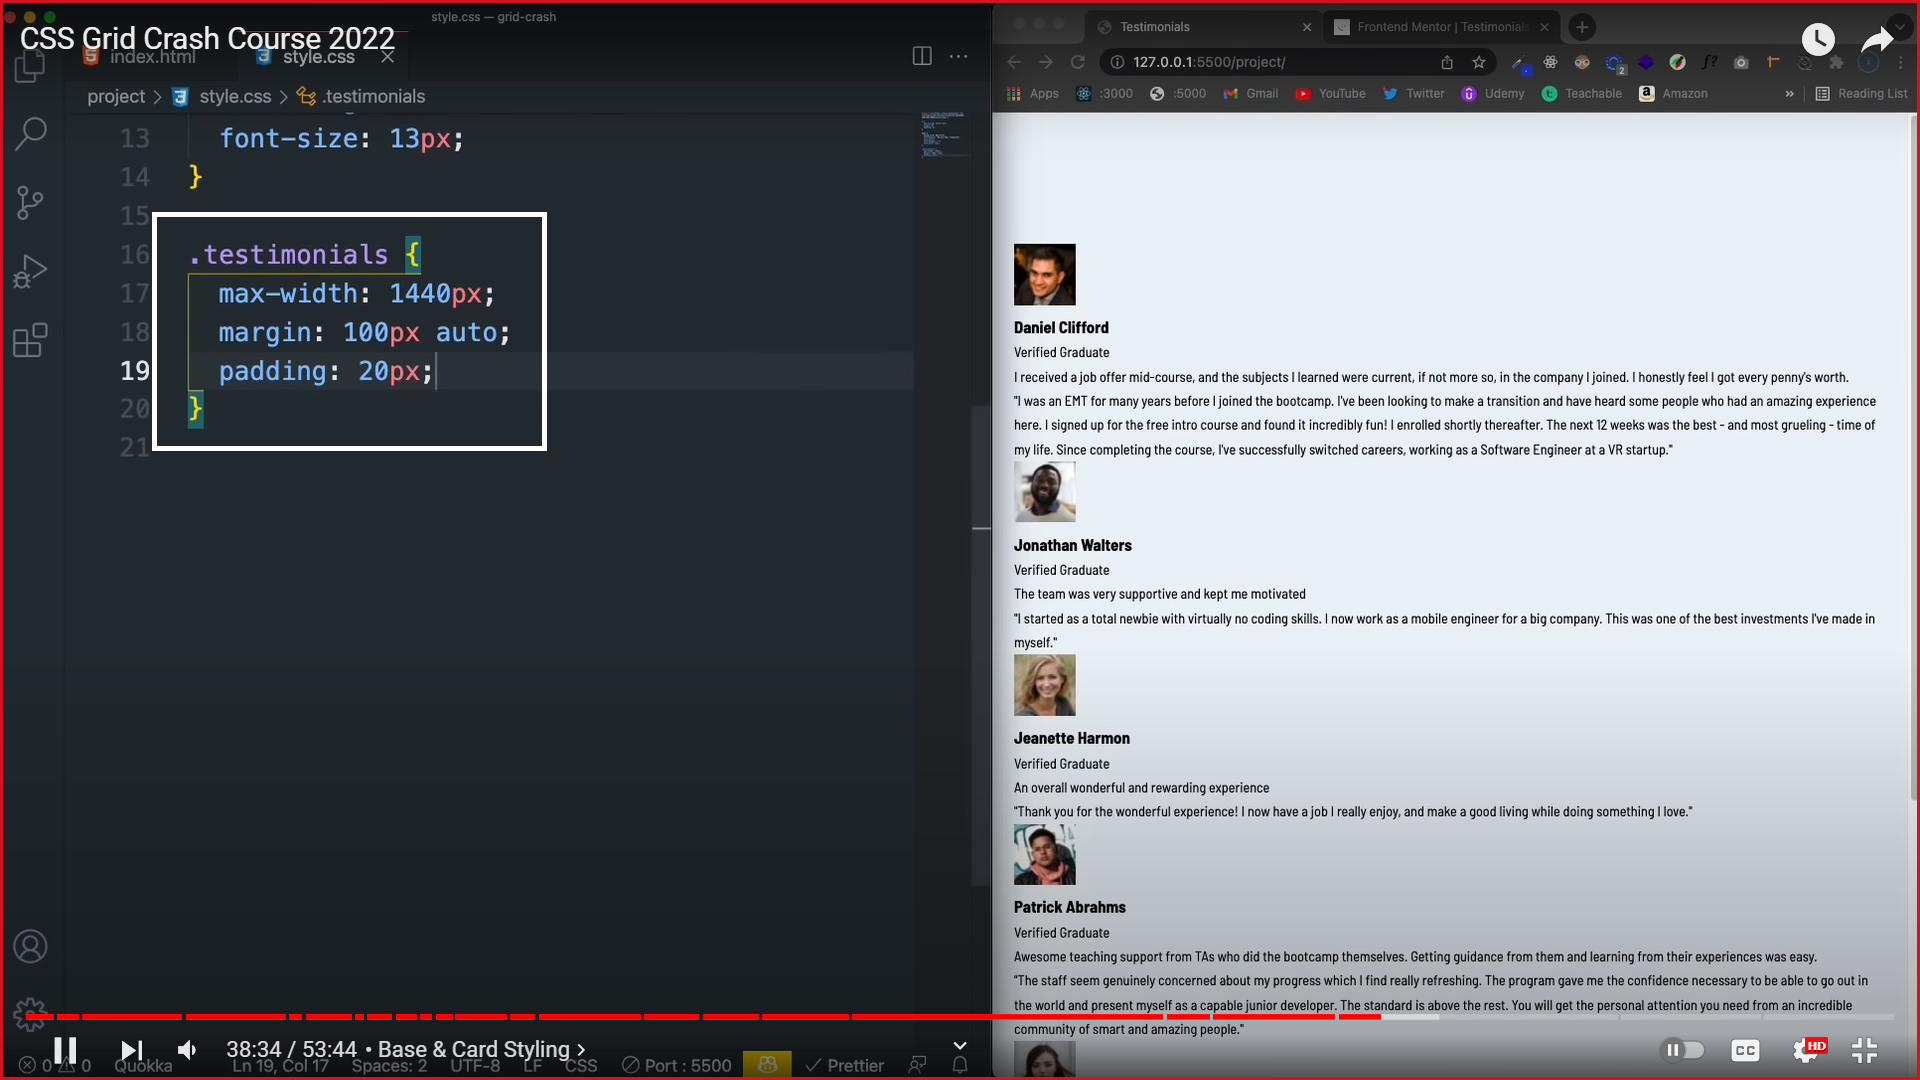 style.css — grid-crash
CSS Grid Crash Course 2022
index.html
style.css
project > style.css > .testimonials
13 font-size: 13px;
14 }
15
16 .testimonials {
17 max-width: 1440px;
18 margin: 100px auto;
19 padding: 20px;
20 }
21
38:34 / 53:44 • Base & Card Styling >
0 0 Quokka Ln 19, Col 17 Spaces: 2 UTF-8 LF CSS Port : 5500 Prettier
Testimonials
Frontend Mentor | Testimonials
127.0.0.1:5500/project/
2
Apps :3000 :5000 Gmail YouTube Twitter Udemy Teachable Amazon » Reading List
Daniel Clifford
Verified Graduate
I received a job offer mid-course, and the subjects I learned were current, if not more so, in the company I joined. I honestly feel I got every penny's worth.
"I was an EMT for many years before I joined the bootcamp. I've been looking to make a transition and have heard some people who had an amazing experience
here. I signed up for the free intro course and found it incredibly fun! I enrolled shortly thereafter. The next 12 weeks was the best - and most grueling - time of
my life. Since completing the course, I've successfully switched careers, working as a Software Engineer at a VR startup."
Jonathan Walters
Verified Graduate
The team was very supportive and kept me motivated
"I started as a total newbie with virtually no coding skills. I now work as a mobile engineer for a big company. This was one of the best investments I've made in
myself."
Jeanette Harmon
Verified Graduate
An overall wonderful and rewarding experience
"Thank you for the wonderful experience! I now have a job I really enjoy, and make a good living while doing something I love."
Patrick Abrahms
Verified Graduate
Awesome teaching support from TAs who did the bootcamp themselves. Getting guidance from them and learning from their experiences was easy.
"The staff seem genuinely concerned about my progress which I find really refreshing. The program gave me the confidence necessary to be able to go out in
the world and present myself as a capable junior developer. The standard is above the rest. You will get the personal attention you need from an incredible
community of smart and amazing people."
CC HD